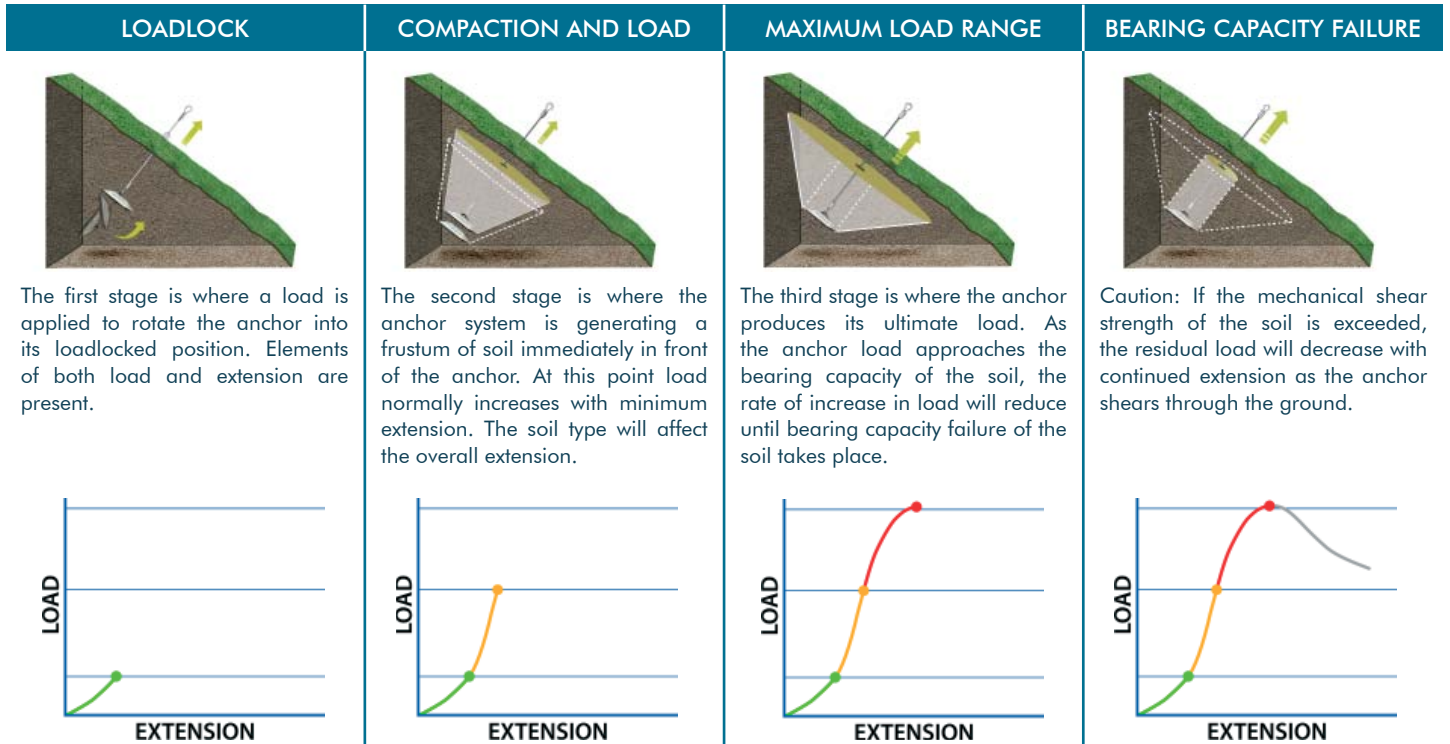 LOADLOCK
The first stage is where a load is
applied to rotate the anchor into
its loadlocked position. Elements
of both load and extension are
present.
LOAD
EXTENSION
COMPACTION AND LOAD
The second stage is where the
anchor system is generating a
frustum of soil immediately in front
of the anchor. At this point load
normally increases with minimum
extension. The soil type will affect
the overall extension.
LOAD
EXTENSION
MAXIMUM LOAD RANGE
The third stage is where the anchor
produces its ultimate load. As
the anchor load approaches the
bearing capacity of the soil, the
rate of increase in load will reduce
until bearing capacity failure of the
soil takes place.
LOAD
EXTENSION
BEARING CAPACITY FAILURE
Caution: If the mechanical shear
strength of the soil is exceeded,
the residual load will decrease with
continued extension as the anchor
shears through the ground.
LOAD
EXTENSION